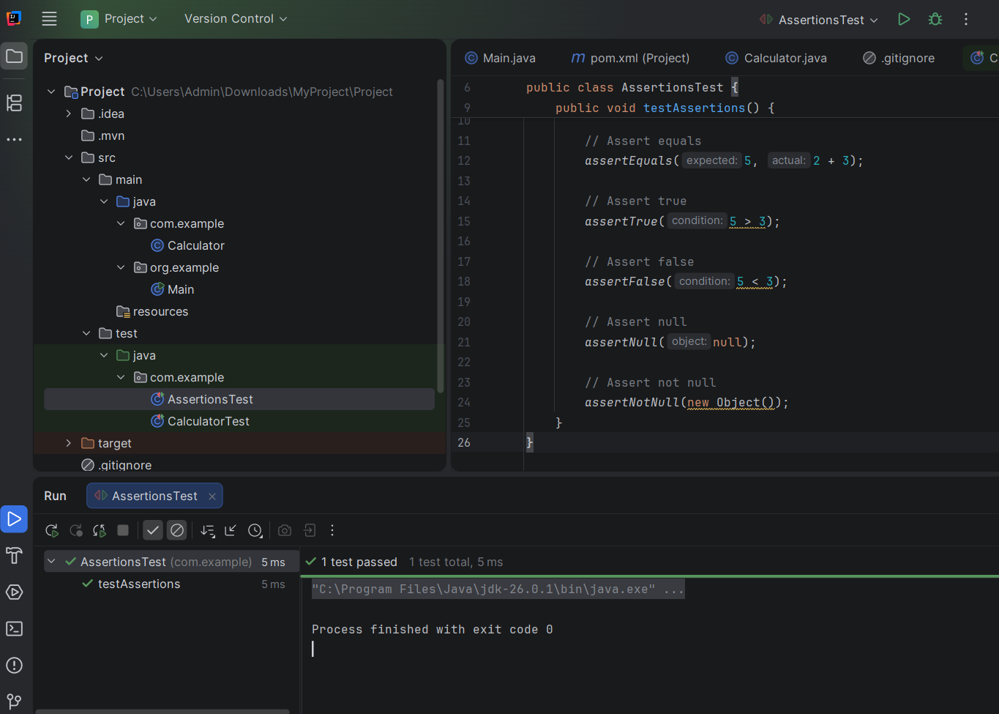 Project
Version Control
AssertionsTest
Project
Project C:\Users\Admin\Downloads\MyProject\Project
.idea
.mvn
src
main
java
com.example
Calculator
org.example
Main
resources
test
java
com.example
AssertionsTest
CalculatorTest
target
.gitignore
Main.java
pom.xml (Project)
Calculator.java
.gitignore
C
6 public class AssertionsTest {
9 public void testAssertions() {
10
11 // Assert equals
12 assertEquals( expected: 5, actual: 2 + 3);
13
14 // Assert true
15 assertTrue( condition: 5 > 3);
16
17 // Assert false
18 assertFalse( condition: 5 < 3);
19
20 // Assert null
21 assertNull( object: null);
22
23 // Assert not null
24 assertNotNull(new Object());
25 }
26 }
Run
AssertionsTest
AssertionsTest (com.example) 5 ms
testAssertions 5 ms
1 test passed 1 test total, 5 ms
"C:\Program Files\Java\jdk-26.0.1\bin\java.exe" ...
Process finished with exit code 0